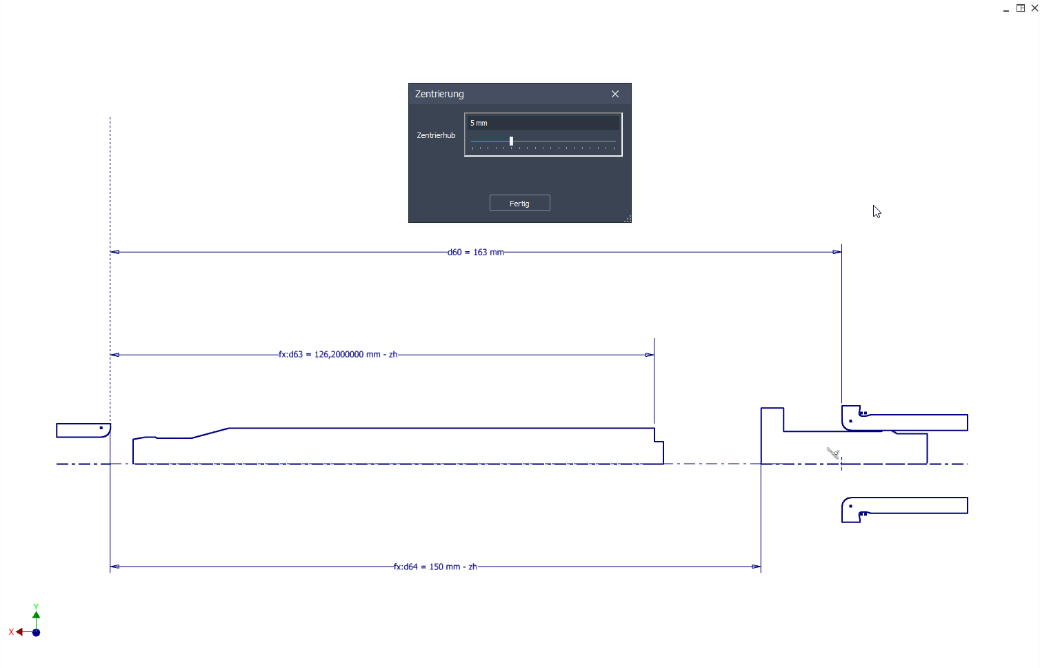 Zentrierung
5 mm
Zentrierhub
Fertig
d60 = 163 mm
fx:d63 = 126,2000000 mm - zh
fx:d64 = 150 mm - zh
Y
X